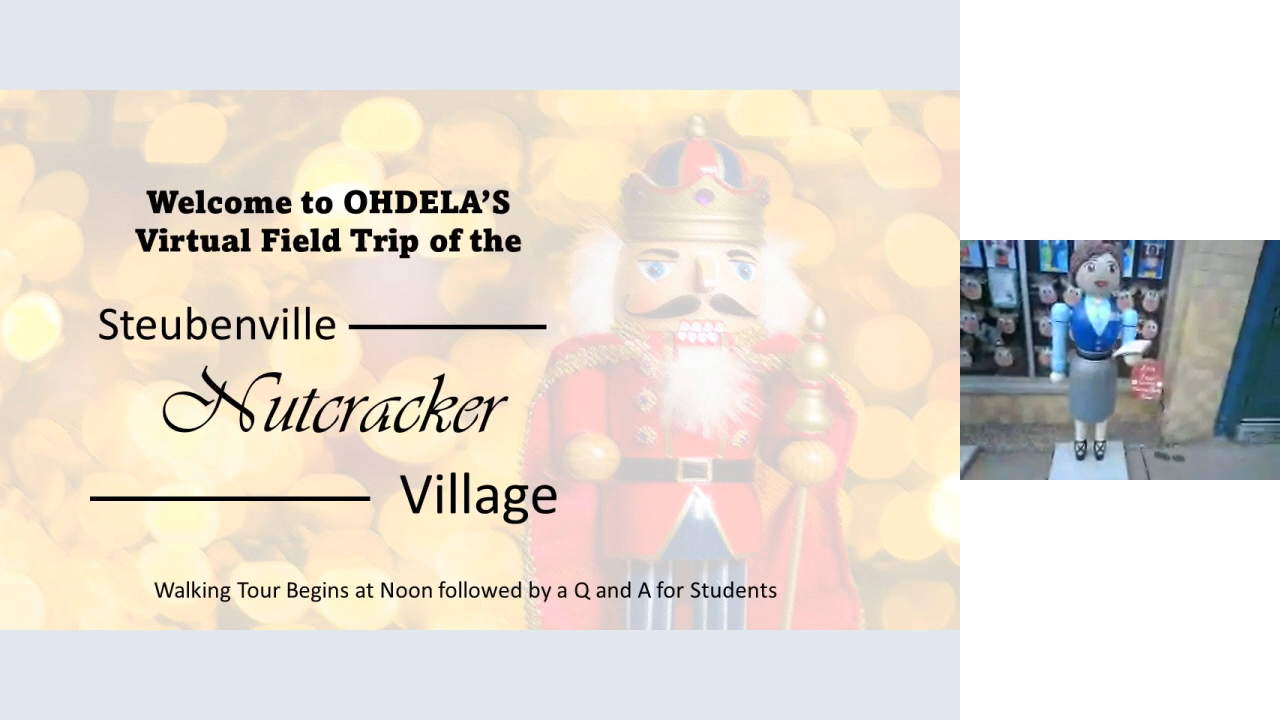 Welcome to OHDELA’S
Virtual Field Trip of the
Steubenville
Nutcracker
Village
Walking Tour Begins at Noon followed by a Q and A for Students